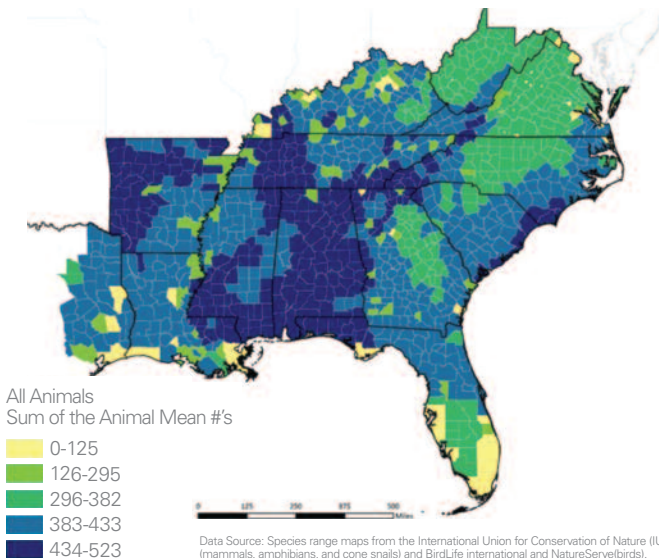 All Animals
Sum of the Animal Mean #'s
0-125
126-295
296-382
383-433
434-523
0 125 250 375 500
Miles
Data Source: Species range maps from the International Union for Conservation of Nature (IU
(mammals, amphibians, and cone snails) and BirdLife international and NatureServe(birds).